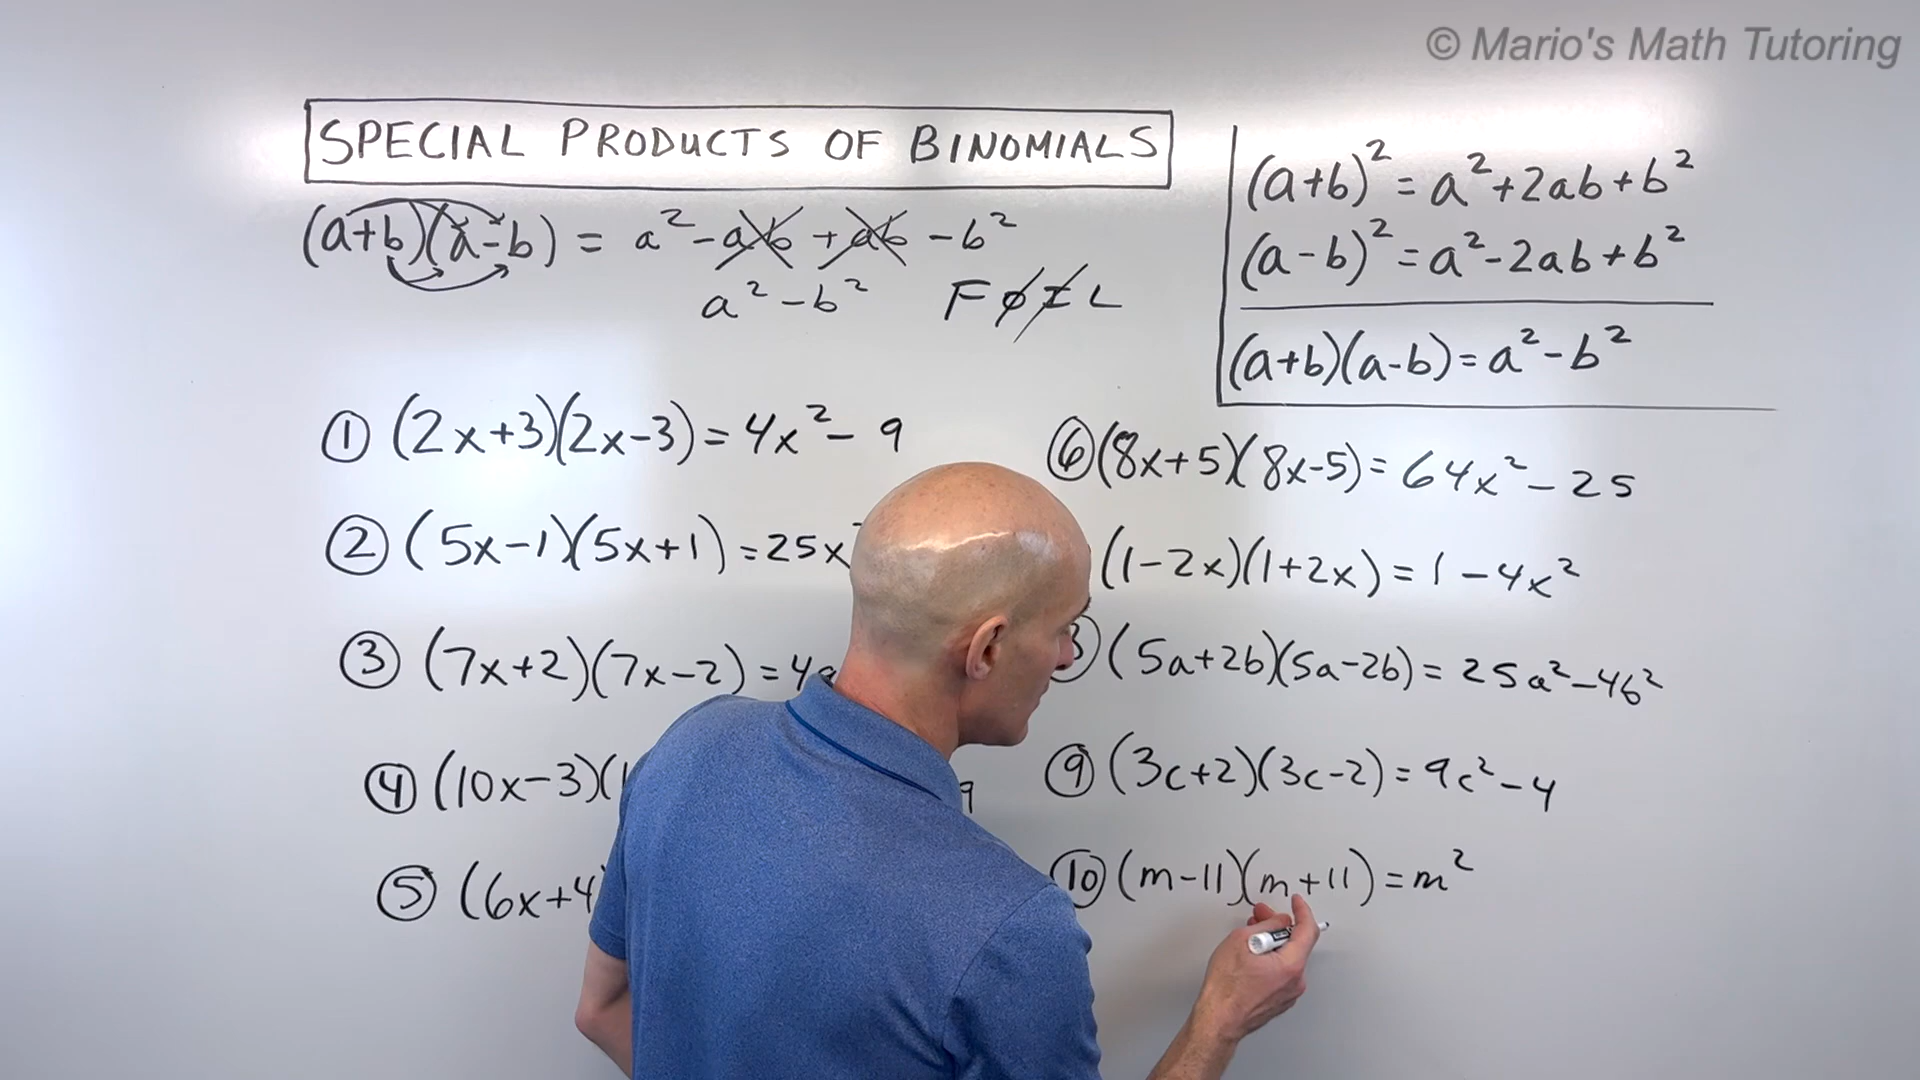 © Mario's Math Tutoring
SPECIAL PRODUCTS OF BINOMIALS
(a+b)(a-b) = a² - ab + ab - b²
a² - b² FOIL
(a+b)² = a² + 2ab + b²
(a-b)² = a² - 2ab + b²
(a+b)(a-b) = a² - b²
① (2x+3)(2x-3) = 4x² - 9
② (5x-1)(5x+1) = 25x
③ (7x+2)(7x-2) = 49
④ (10x-3)( 9
⑤ (6x+4
⑥ (8x+5)(8x-5) = 64x² - 25
(1-2x)(1+2x) = 1 - 4x²
(5a+2b)(5a-2b) = 25a² - 4b²
⑨ (3c+2)(3c-2) = 9c² - 4
⑩ (m-11)(m+11) = m²